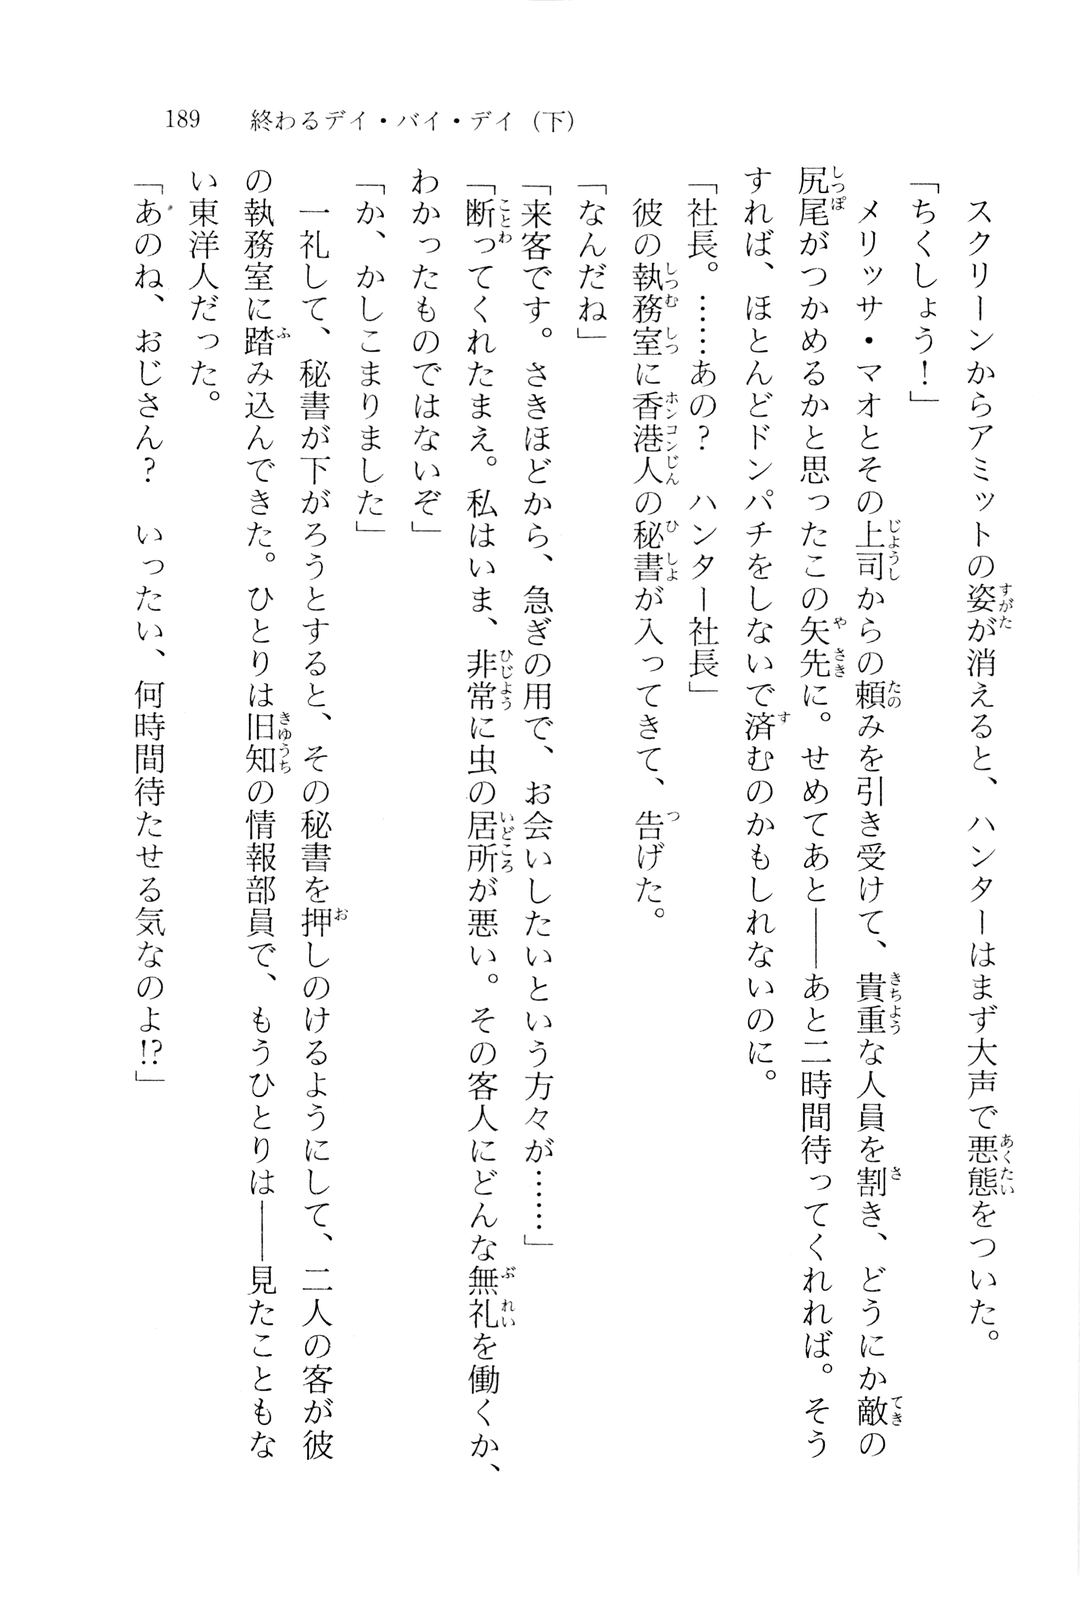 189　終わるデイ・バイ・デイ（下）
　スクリーンからアミットの姿が消えると、ハンターはまず大声で悪態をついた。
「ちくしょう！」
　メリッサ・マオとその上司からの頼みを引き受けて、貴重な人員を割き、どうにか敵の
尻尾がつかめるかと思ったこの矢先に。せめてあと――あと二時間待ってくれれば。そう
すれば、ほとんどドンパチをしないで済むのかもしれないのに。
「社長。……あの？　ハンター社長」
　彼の執務室に香港人の秘書が入ってきて、告げた。
「なんだね」
「来客です。さきほどから、急ぎの用で、お会いしたいという方々が……」
「断ってくれたまえ。私はいま、非常に虫の居所が悪い。その客人にどんな無礼を働くか、
わかったものではないぞ」
「か、かしこまりました」
　一礼して、秘書が下がろうとすると、その秘書を押しのけるようにして、二人の客が彼
の執務室に踏み込んできた。ひとりは旧知の情報部員で、もうひとりは――見たこともな
い東洋人だった。
「あのね、おじさん？　いったい、何時間待たせる気なのよ!?」